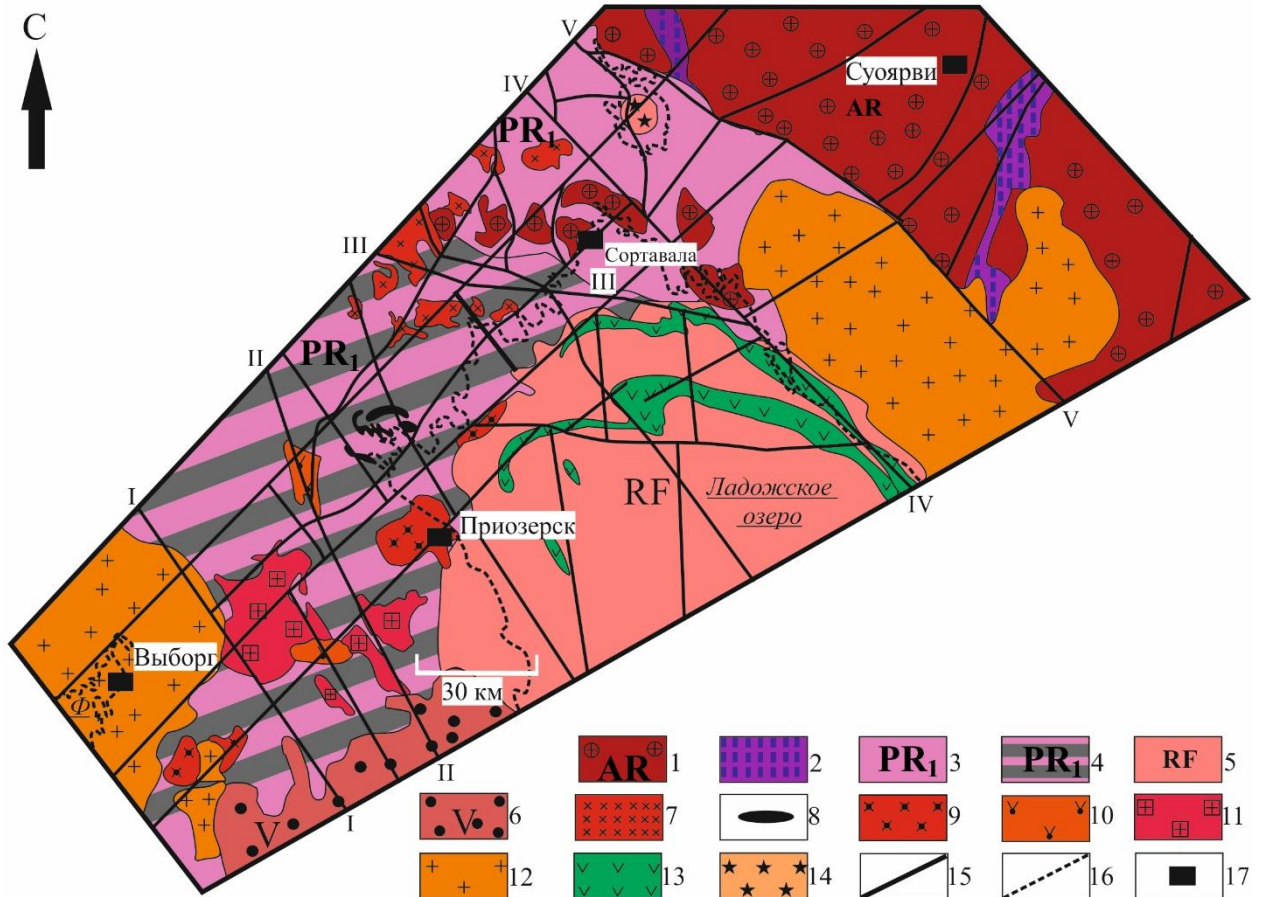 С
V
IV
Суоярви
AR
PR₁
III
Сортавала
III
II
PR₁
I
RF
Ладожское
озеро
V
IV
Приозерск
Выборг
Ф
30 км
V
I
II
AR 1
2
PR₁ 3
PR₁ 4
RF 5
V 6
7
8
9
10
11
12
13
14
15
16
17